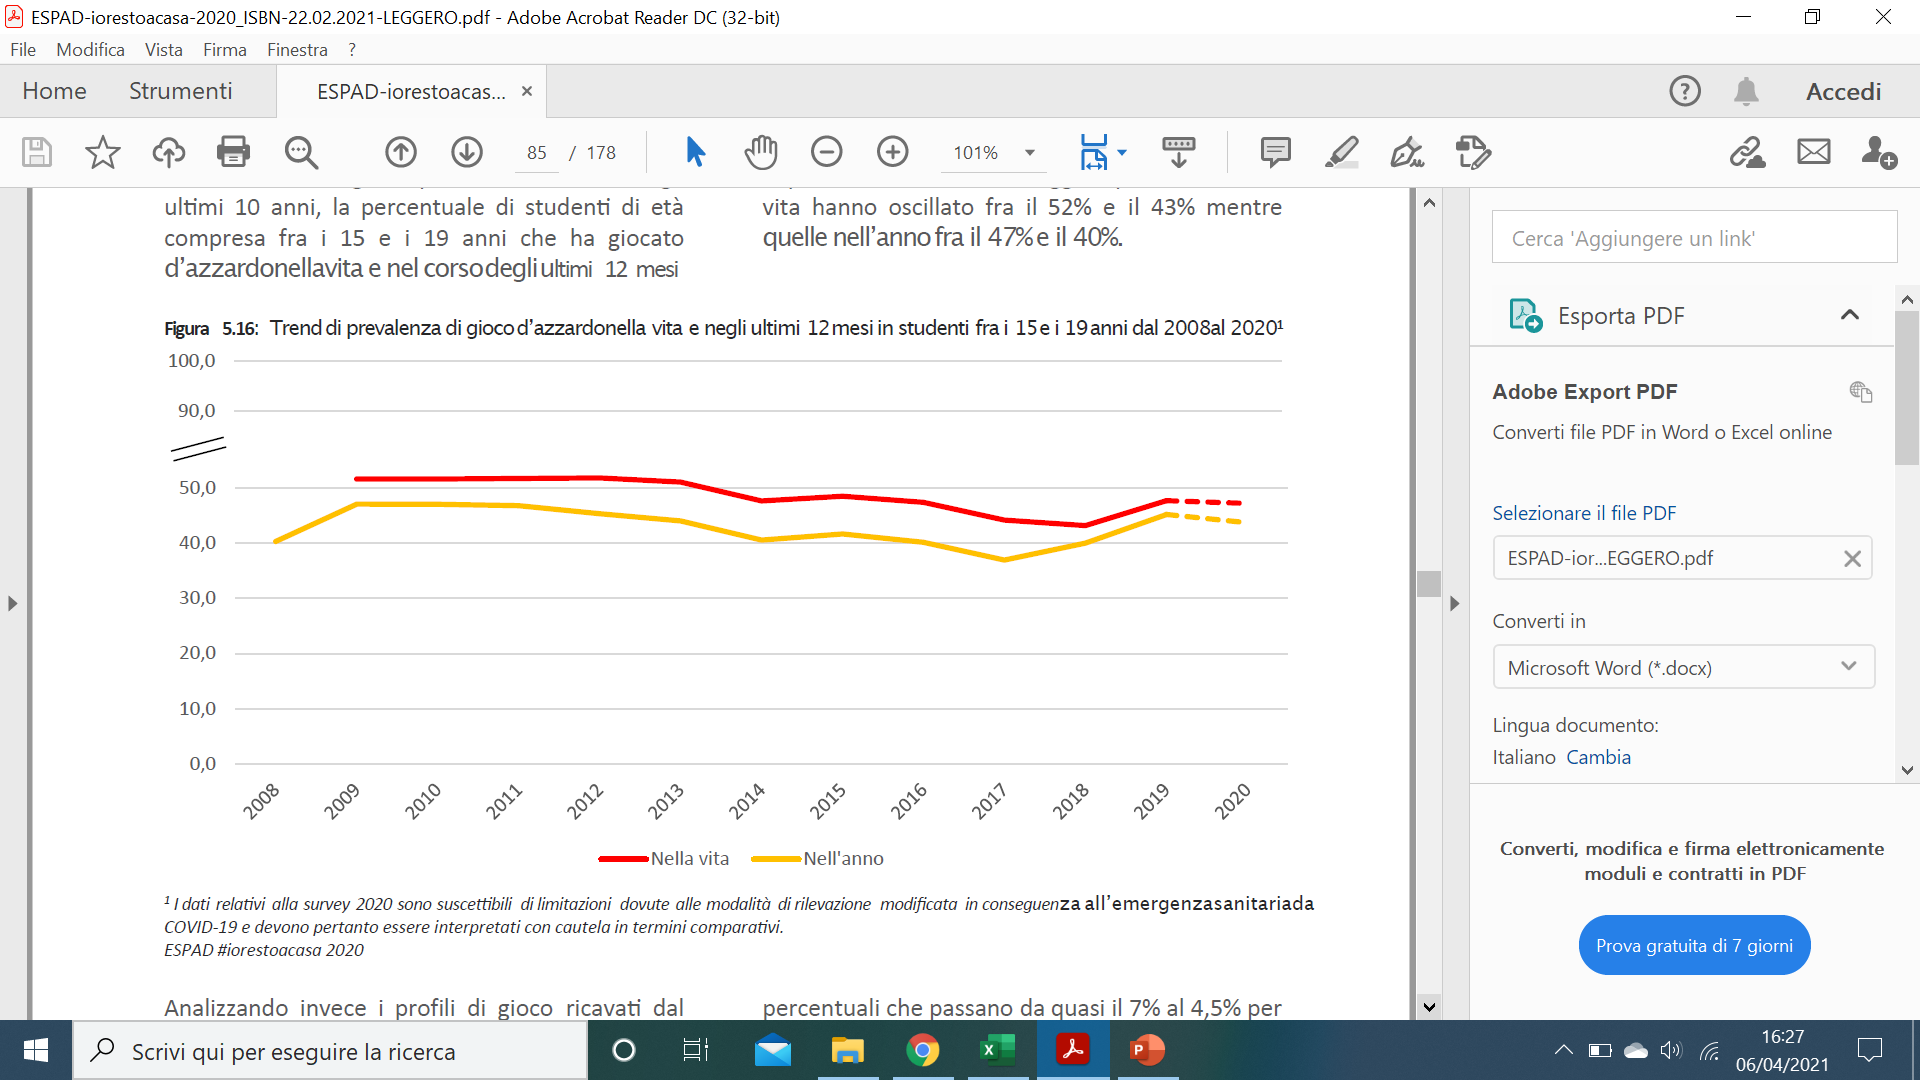 ESPAD-iorestoacasa-2020_ISBN-22.02.2021-LEGGERO.pdf - Adobe Acrobat Reader DC (32-bit)
File Modifica Vista Firma Finestra ?
Home Strumenti ESPAD-iorestoacas... × Accedi
85 / 178 101%
ultimi 10 anni, la percentuale di studenti di età
compresa fra i 15 e i 19 anni che ha giocato
d’azzardonellavita e nel corsodegliultimi 12 mesi
vita hanno oscillato fra il 52% e il 43% mentre
quelle nell’anno fra il 47% e il 40%.
Figura 5.16: Trend di prevalenza di gioco d’azzardonella vita e negli ultimi 12 mesi in studenti fra i 15 e i 19 anni dal 2008al 2020¹
100,0
90,0
50,0
40,0
30,0
20,0
10,0
0,0
2008 2009 2010 2011 2012 2013 2014 2015 2016 2017 2018 2019 2020
Nella vita Nell'anno
¹ I dati relativi alla survey 2020 sono suscettibili di limitazioni dovute alle modalità di rilevazione modificata in conseguenza all’emergenzasanitariada
COVID-19 e devono pertanto essere interpretati con cautela in termini comparativi.
ESPAD #iorestoacasa 2020
Analizzando invece i profili di gioco ricavati dal
percentuali che passano da quasi il 7% al 4,5% per
Cerca 'Aggiungere un link'
Esporta PDF
Adobe Export PDF
Converti file PDF in Word o Excel online
Selezionare il file PDF
ESPAD-ior...EGGERO.pdf
Converti in
Microsoft Word (*.docx)
Lingua documento:
Italiano Cambia
Converti, modifica e firma elettronicamente
moduli e contratti in PDF
Prova gratuita di 7 giorni
Scrivi qui per eseguire la ricerca
16:27
06/04/2021